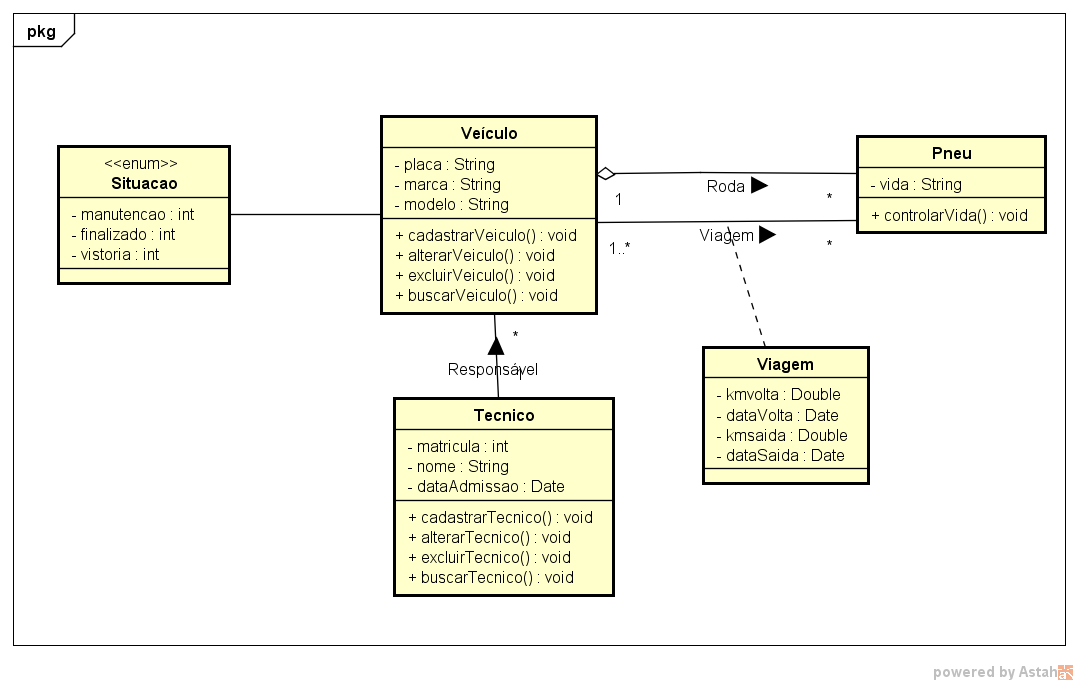 pkg
<<enum>>
Situacao
- manutencao : int
- finalizado : int
- vistoria : int
Veículo
- placa : String
- marca : String
- modelo : String
+ cadastrarVeiculo() : void
+ alterarVeiculo() : void
+ excluirVeiculo() : void
+ buscarVeiculo() : void
Roda
1
*
Viagem
1..*
*
Pneu
- vida : String
+ controlarVida() : void
*
Responsável
1
Tecnico
- matricula : int
- nome : String
- dataAdmissao : Date
+ cadastrarTecnico() : void
+ alterarTecnico() : void
+ excluirTecnico() : void
+ buscarTecnico() : void
Viagem
- kmvolta : Double
- dataVolta : Date
- kmsaida : Double
- dataSaida : Date
powered by Astah